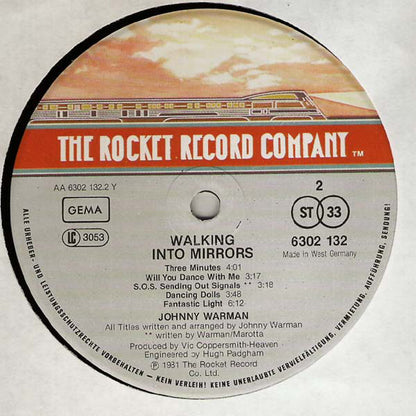 THE ROCKET RECORD COMPANY ™
AA 6302 132.2 Y
2
GEMA
ST 33
LC 3053
6302 132
Made in West Germany
WALKING
INTO MIRRORS
Three Minutes 4:01
Will You Dance With Me 3:17
S.O.S. Sending Out Signals ** 3:18
Dancing Dolls 3:48
Fantastic Light 6:12
JOHNNY WARMAN
All Titles written and arranged by Johnny Warman
** written by Warman/Marotta
Produced by Vic Coppersmith-Heaven
Engineered by Hugh Padgham
℗ 1981 The Rocket Record
Co. Ltd.
ALLE URHEBER- UND LEISTUNGSSCHUTZRECHTE VORBEHALTEN · KEIN VERLEIH! KEINE UNERLAUBTE VERVIELFÄLTIGUNG, VERMIETUNG, AUFFÜHRUNG, SENDUNG!